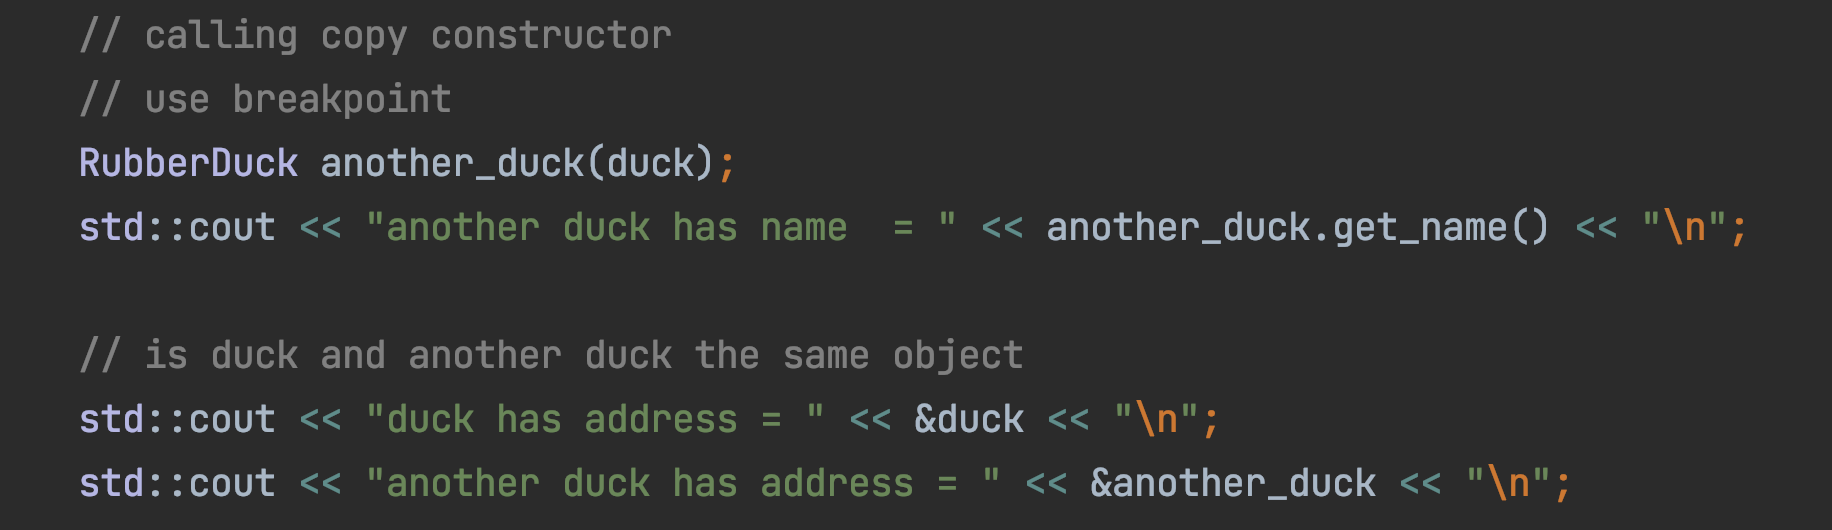 // calling copy constructor
// use breakpoint
RubberDuck another_duck(duck);
std::cout << "another duck has name  = " << another_duck.get_name() << "\n";
// is duck and another duck the same object
std::cout << "duck has address = " << &duck << "\n";
std::cout << "another duck has address = " << &another_duck << "\n";